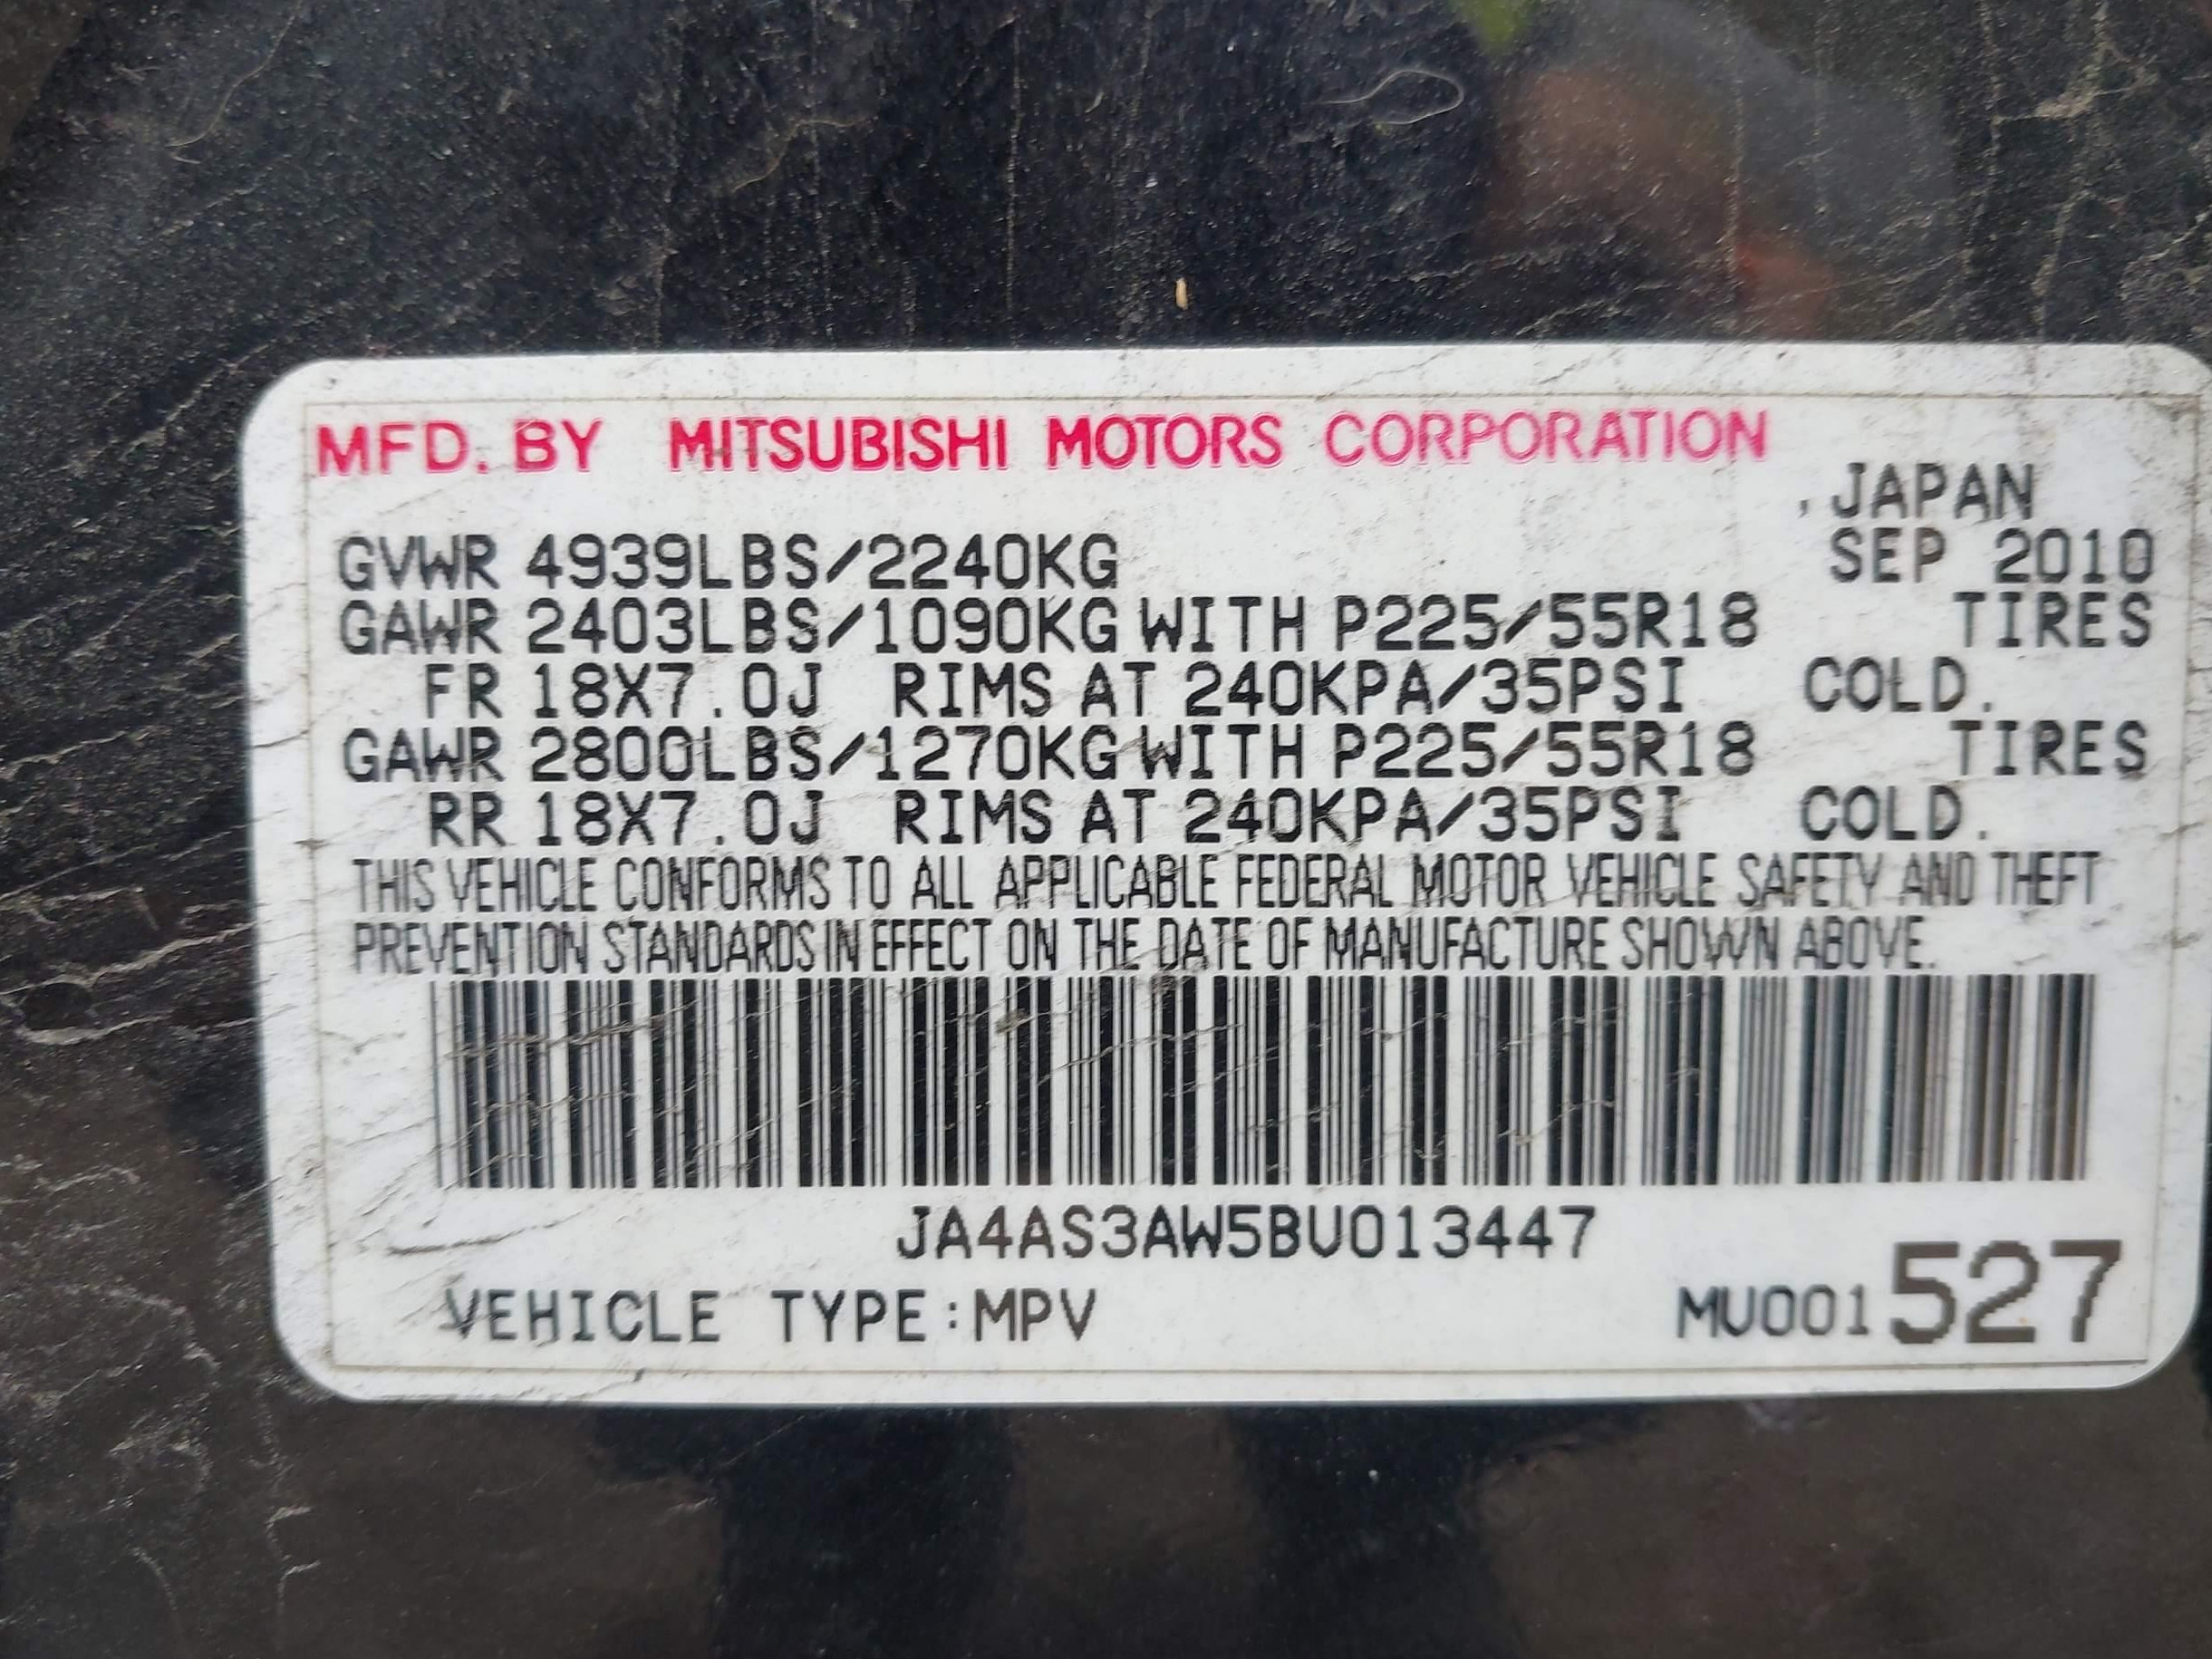 MFD. BY MITSUBISHI MOTORS CORPORATION
JAPAN
GVWR 4939LBS/2240KG SEP 2010
GAWR 2403LBS/1090KG WITH P225/55R18 TIRES
FR 18X7.0J RIMS AT 240KPA/35PSI COLD.
GAWR 2800LBS/1270KG WITH P225/55R18 TIRES
RR 18X7.0J RIMS AT 240KPA/35PSI COLD.
THIS VEHICLE CONFORMS TO ALL APPLICABLE FEDERAL MOTOR VEHICLE SAFETY AND THEFT
PREVENTION STANDARDS IN EFFECT ON THE DATE OF MANUFACTURE SHOWN ABOVE.
JA4AS3AW5BU013447
VEHICLE TYPE:MPV MU001527